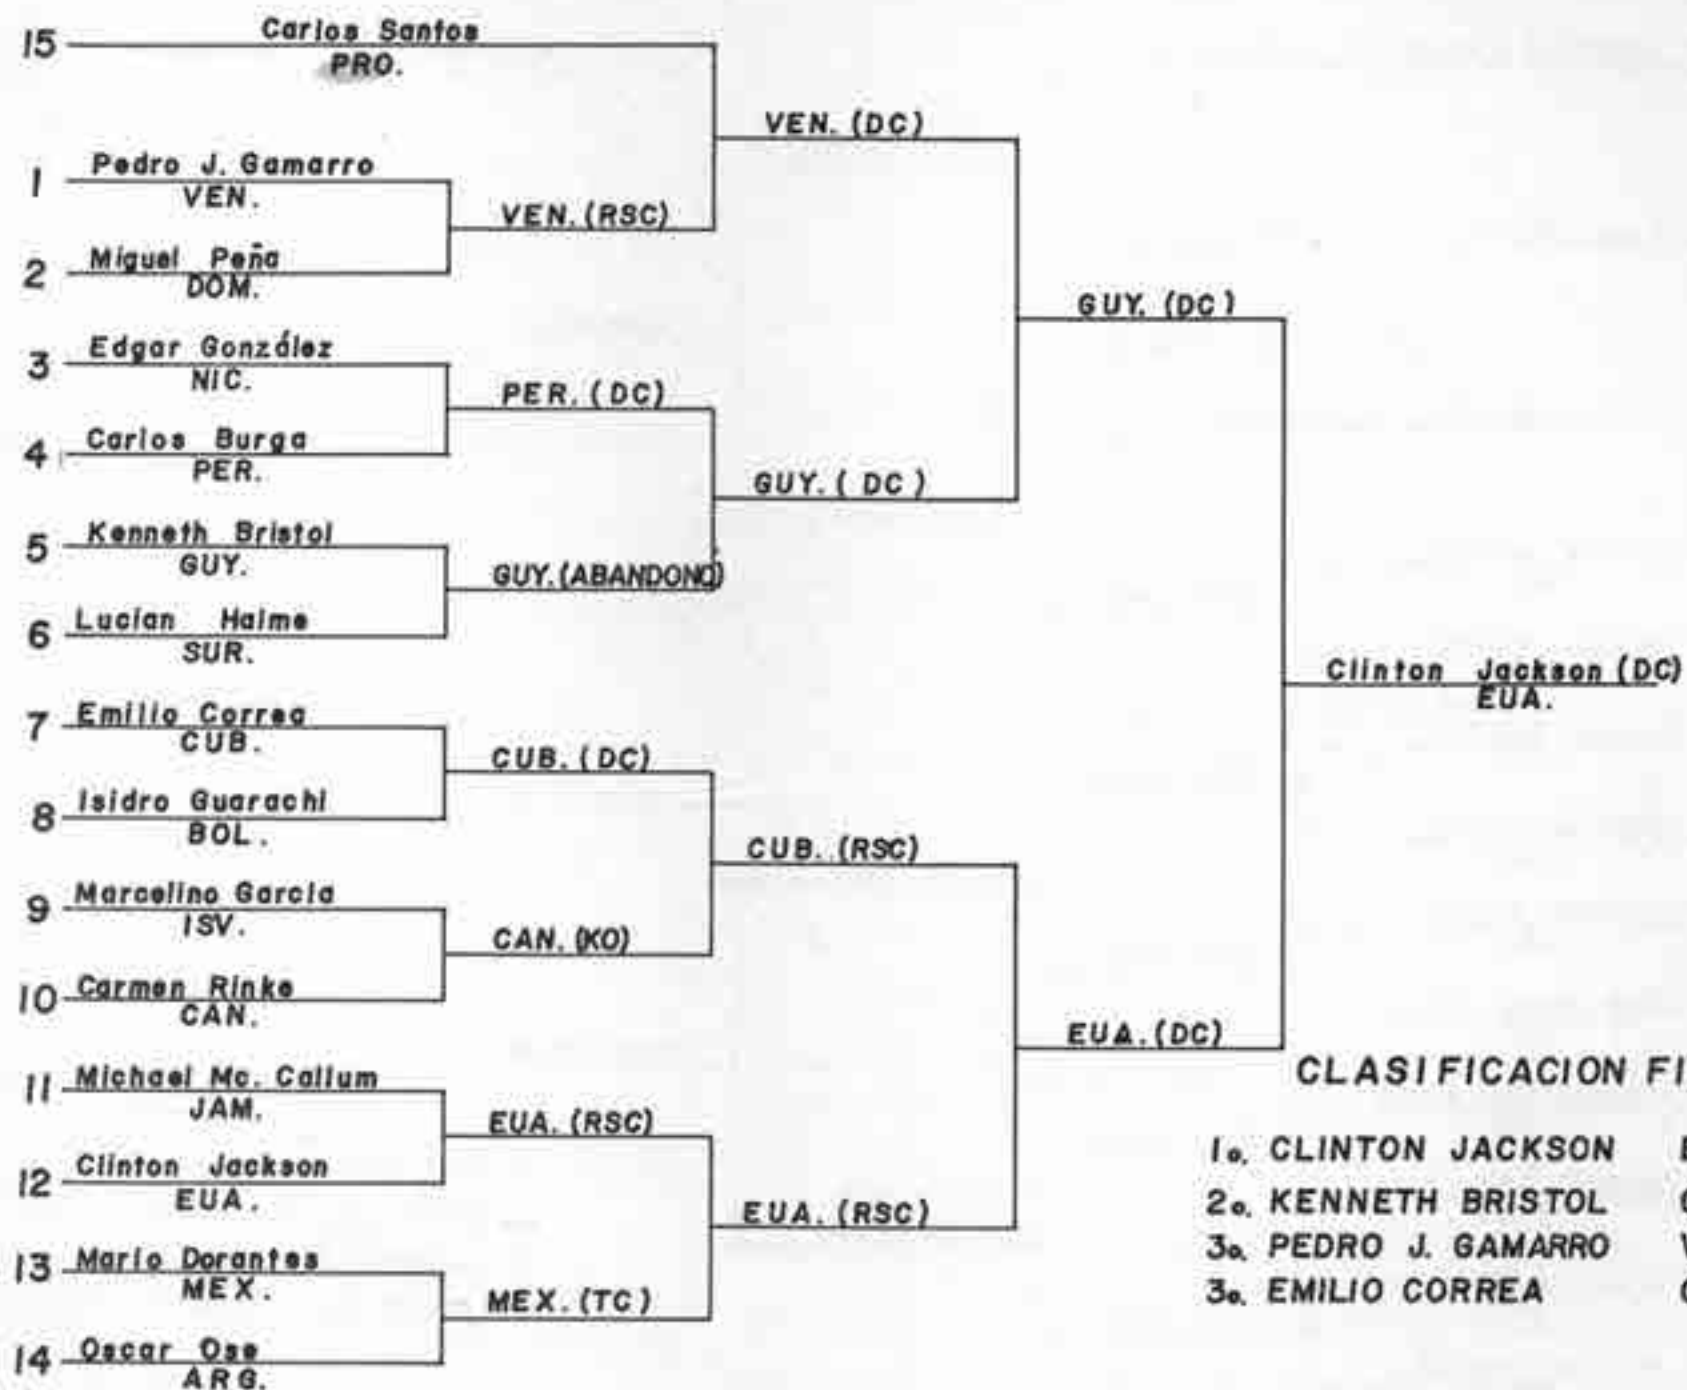 15 Carlos Santos
PRO.
1 Pedro J. Gamarro
VEN.
2 Miguel Peña
DOM.
3 Edgar González
NIC.
4 Carlos Burga
PER.
5 Kenneth Bristol
GUY.
6 Lucian Halme
SUR.
7 Emilio Correa
CUB.
8 Isidro Guarachi
BOL.
9 Marcelino García
ISV.
10 Carmen Rinke
CAN.
11 Michael Mc. Callum
JAM.
12 Clinton Jackson
EUA.
13 Mario Dorantes
MEX.
14 Oscar Ose
ARG.
VEN. (RSC)
PER. (DC)
GUY. (ABANDONO)
CUB. (DC)
CAN. (KO)
EUA. (RSC)
MEX. (TC)
VEN. (DC)
GUY. (DC)
CUB. (RSC)
EUA. (RSC)
GUY. (DC)
EUA. (DC)
Clinton Jackson (DC)
EUA.
CLASIFICACION FI
1o. CLINTON JACKSON
2o. KENNETH BRISTOL
3o. PEDRO J. GAMARRO
3o. EMILIO CORREA